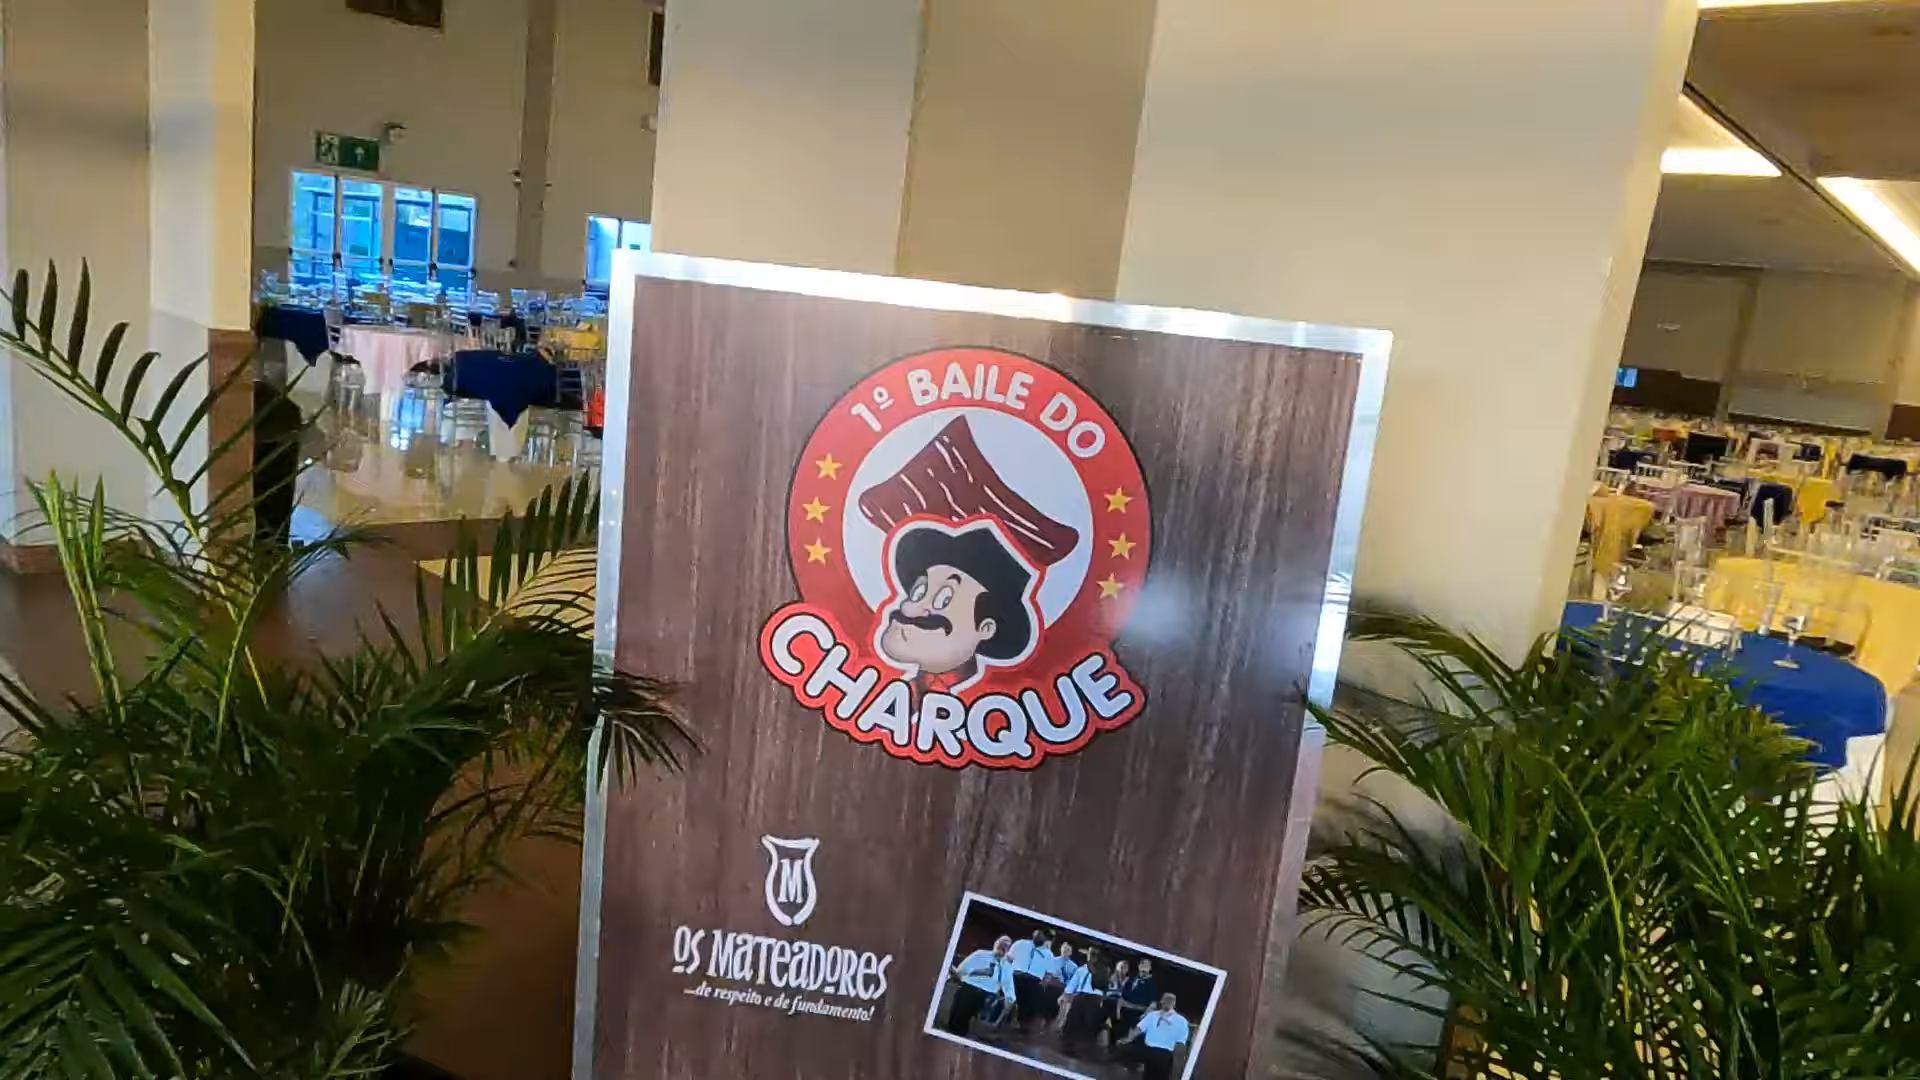 1º BAILE DO
CHARQUE
M
OS MATEADORES
...de respeito e de fundamento!